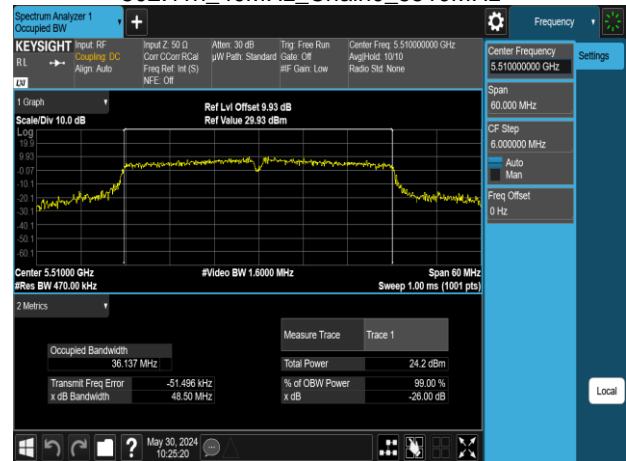 Spectrum Analyzer 1
Occupied BW
+
Frequency
KEYSIGHT
RL
LXI
Input: RF
Coupling: DC
Align: Auto
Input Z: 50 Ω
Corr CCorr RCal
Freq Ref: Int (S)
NFE: Off
Atten: 30 dB
µW Path: Standard
Trig: Free Run
Gate: Off
#IF Gain: Low
Center Freq: 5.510000000 GHz
Avg|Hold: 10/10
Radio Std: None
Center Frequency
5.510000000 GHz
Settings
Span
60.000 MHz
CF Step
6.000000 MHz
Auto
Man
Freq Offset
0 Hz
Local
1 Graph
Scale/Div 10.0 dB
Ref Lvl Offset 9.93 dB
Ref Value 29.93 dBm
Log
19.9
9.93
-0.07
-10.1
-20.1
-30.1
-40.1
-50.1
-60.1
Center 5.51000 GHz
#Video BW 1.6000 MHz
Span 60 MHz
#Res BW 470.00 kHz
Sweep 1.00 ms (1001 pts)
2 Metrics
Measure Trace
Trace 1
Occupied Bandwidth
36.137 MHz
Total Power
24.2 dBm
Transmit Freq Error
-51.496 kHz
% of OBW Power
99.00 %
x dB Bandwidth
48.50 MHz
x dB
-26.00 dB
?
May 30, 2024
10:25:20